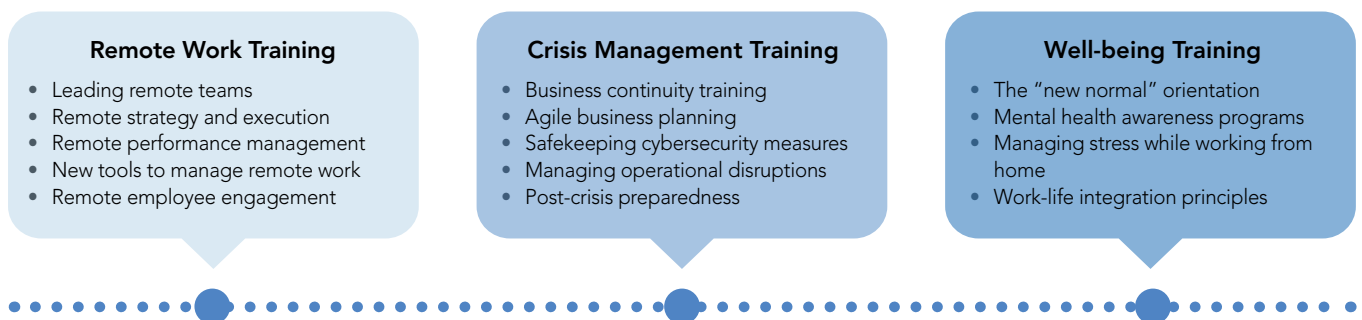 Remote Work Training
• Leading remote teams
• Remote strategy and execution
• Remote performance management
• New tools to manage remote work
• Remote employee engagement
Crisis Management Training
• Business continuity training
• Agile business planning
• Safekeeping cybersecurity measures
• Managing operational disruptions
• Post-crisis preparedness
Well-being Training
• The “new normal” orientation
• Mental health awareness programs
• Managing stress while working from
home
• Work-life integration principles